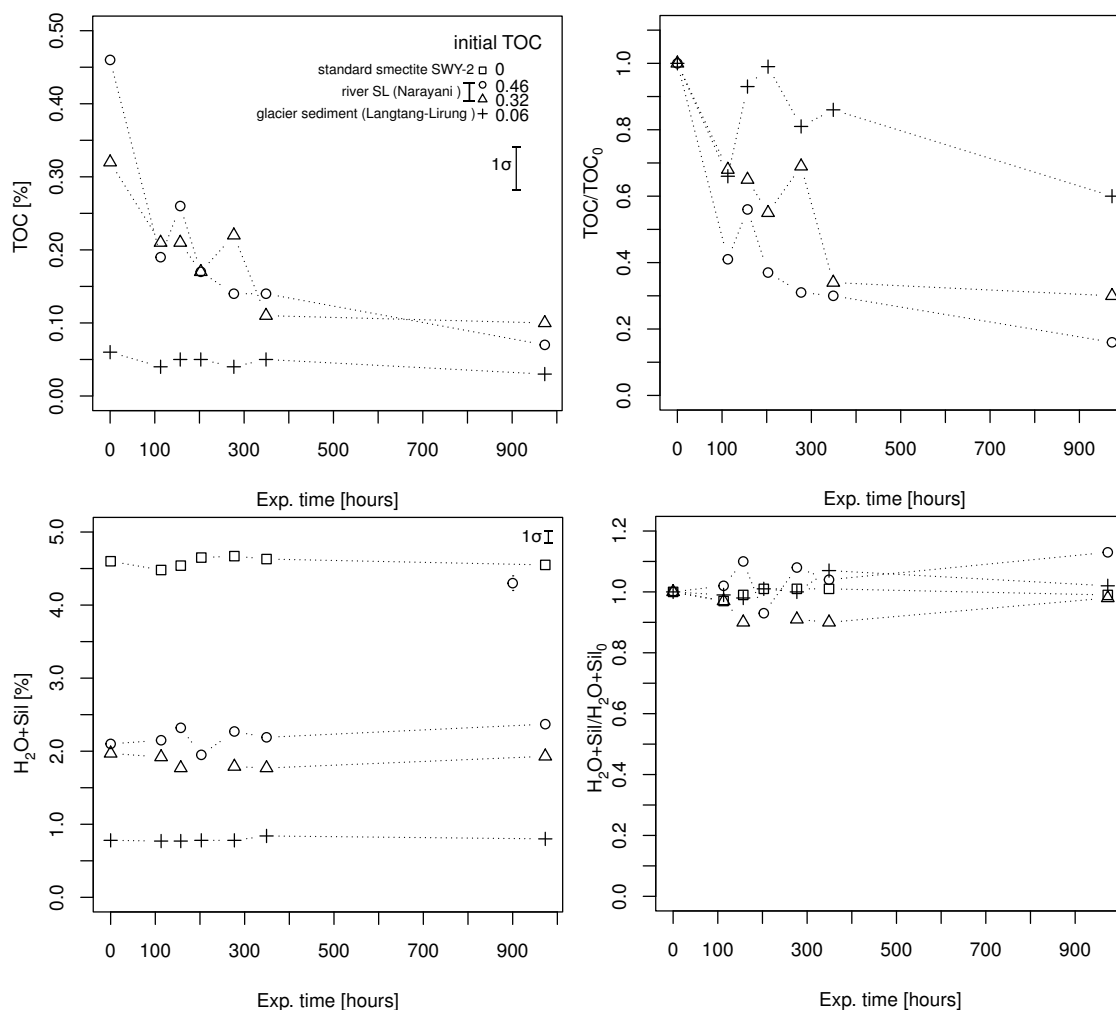 0.50
0.40
0.30
0.20
0.10
0.00
TOC [%]
initial TOC
standard smectite SWY-2 0
river SL (Narayani ) 0.46
0.32
glacier sediment (Langtang-Lirung ) 0.06
1σ
0 100 300 500 700 900
Exp. time [hours]
1.0
0.8
0.6
0.4
0.2
0.0
TOC/TOC₀
0 100 300 500 700 900
Exp. time [hours]
5.0
4.0
3.0
2.0
1.0
0.0
H₂O+Sil [%]
1σ
0 100 300 500 700 900
Exp. time [hours]
1.2
1.0
0.8
0.6
0.4
0.2
0.0
H₂O+Sil/H₂O+Sil₀
0 100 300 500 700 900
Exp. time [hours]